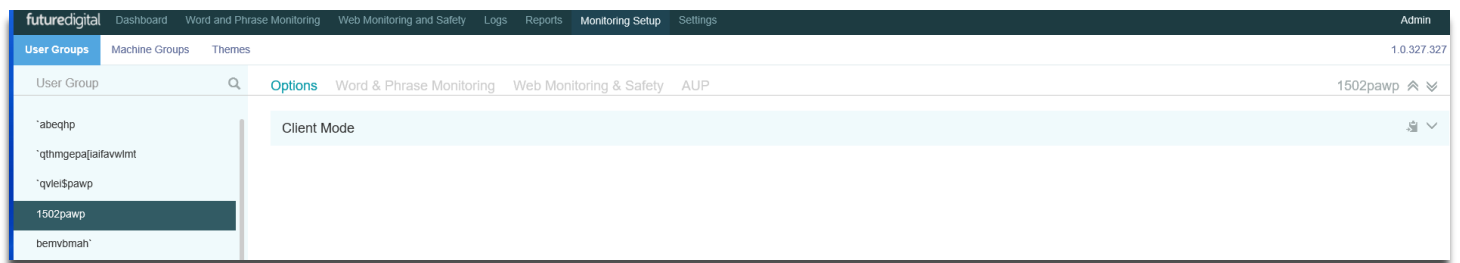 futuredigital Dashboard Word and Phrase Monitoring Web Monitoring and Safety Logs Reports Monitoring Setup Settings Admin
User Groups Machine Groups Themes 1.0.327.327
User Group Options Word & Phrase Monitoring Web Monitoring & Safety AUP 1502pawp
`abeqhp
Client Mode
`qthmgepa[iaifavwlmt
`qvlei$pawp
1502pawp
bemvbmah`